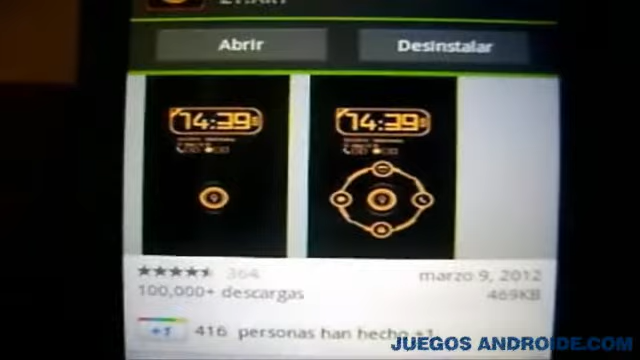 Abrir
Desinstalar
14:39
14:39
364
marzo 9, 2012
100,000+ descargas
469KB
+1
416 personas han hecho +1.
JUEGOS ANDROIDE.COM